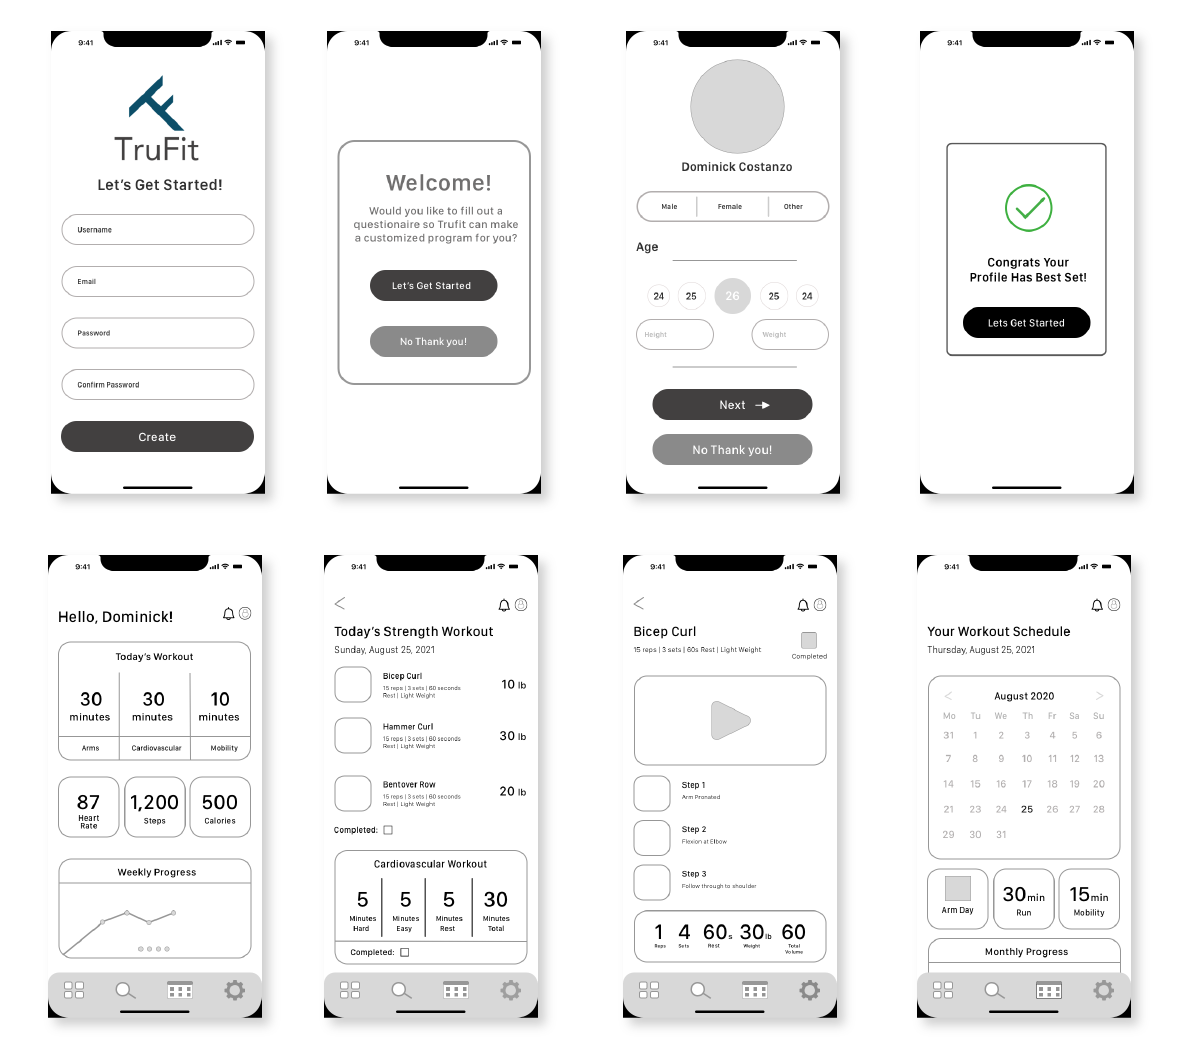 9:41
TruFit
Let's Get Started!
Username
Email
Password
Confirm Password
Create
9:41
Welcome!
Would you like to fill out a
questionaire so Trufit can make
a customized program for you?
Let's Get Started
No Thank you!
9:41
Dominick Costanzo
Male Female Other
Age
24 25 26 25 24
Height Weight
Next
No Thank you!
9:41
Congrats Your
Profile Has Best Set!
Lets Get Started
9:41
Hello, Dominick!
Today's Workout
30 30 10
minutes minutes minutes
Arms Cardiovascular Mobility
87 1,200 500
Heart Steps Calories
Rate
Weekly Progress
9:41
Today's Strength Workout
Sunday, August 25, 2021
Bicep Curl
15 reps | 3 sets | 60 seconds
Rest | Light Weight
10 lb
Hammer Curl
15 reps | 3 sets | 60 seconds
Rest | Light Weight
30 lb
Bentover Row
15 reps | 3 sets | 60 seconds
Rest | Light Weight
20 lb
Completed:
Cardiovascular Workout
5 5 5 30
Minutes Minutes Minutes Minutes
Hard Easy Rest Total
Completed:
9:41
Bicep Curl
15 reps | 3 sets | 60s Rest | Light Weight
Completed
Step 1
Arm Pronated
Step 2
Flexion at Elbow
Step 3
Follow through to shoulder
1 4 60s 30lb 60
Reps Sets Rest Weight Total
Volume
9:41
Your Workout Schedule
Thursday, August 25, 2021
< August 2020 >
Mo Tu We Th Fr Sa Su
31 1 2 3 4 5 6
7 8 9 10 11 12 13
14 15 16 17 18 19 20
21 23 24 25 26 27 28
29 30 31
Arm Day
30min
Run
15min
Mobility
Monthly Progress